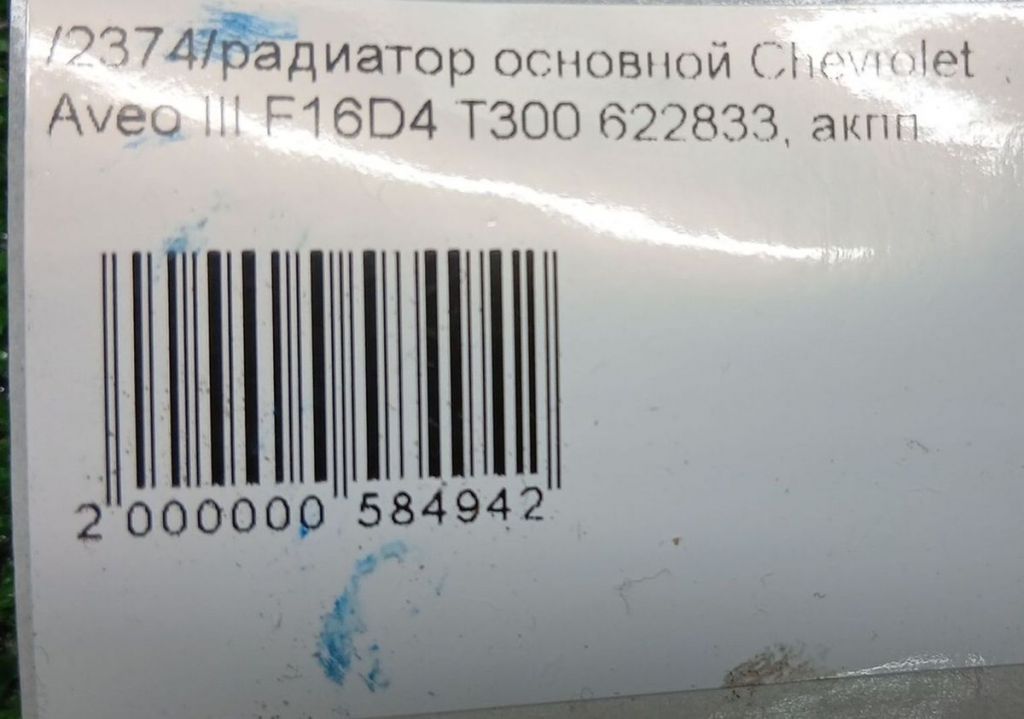 /2374/радиатор основной Chevrolet
Aveo III F16D4 T300 622833, акпп
2 000000 584942